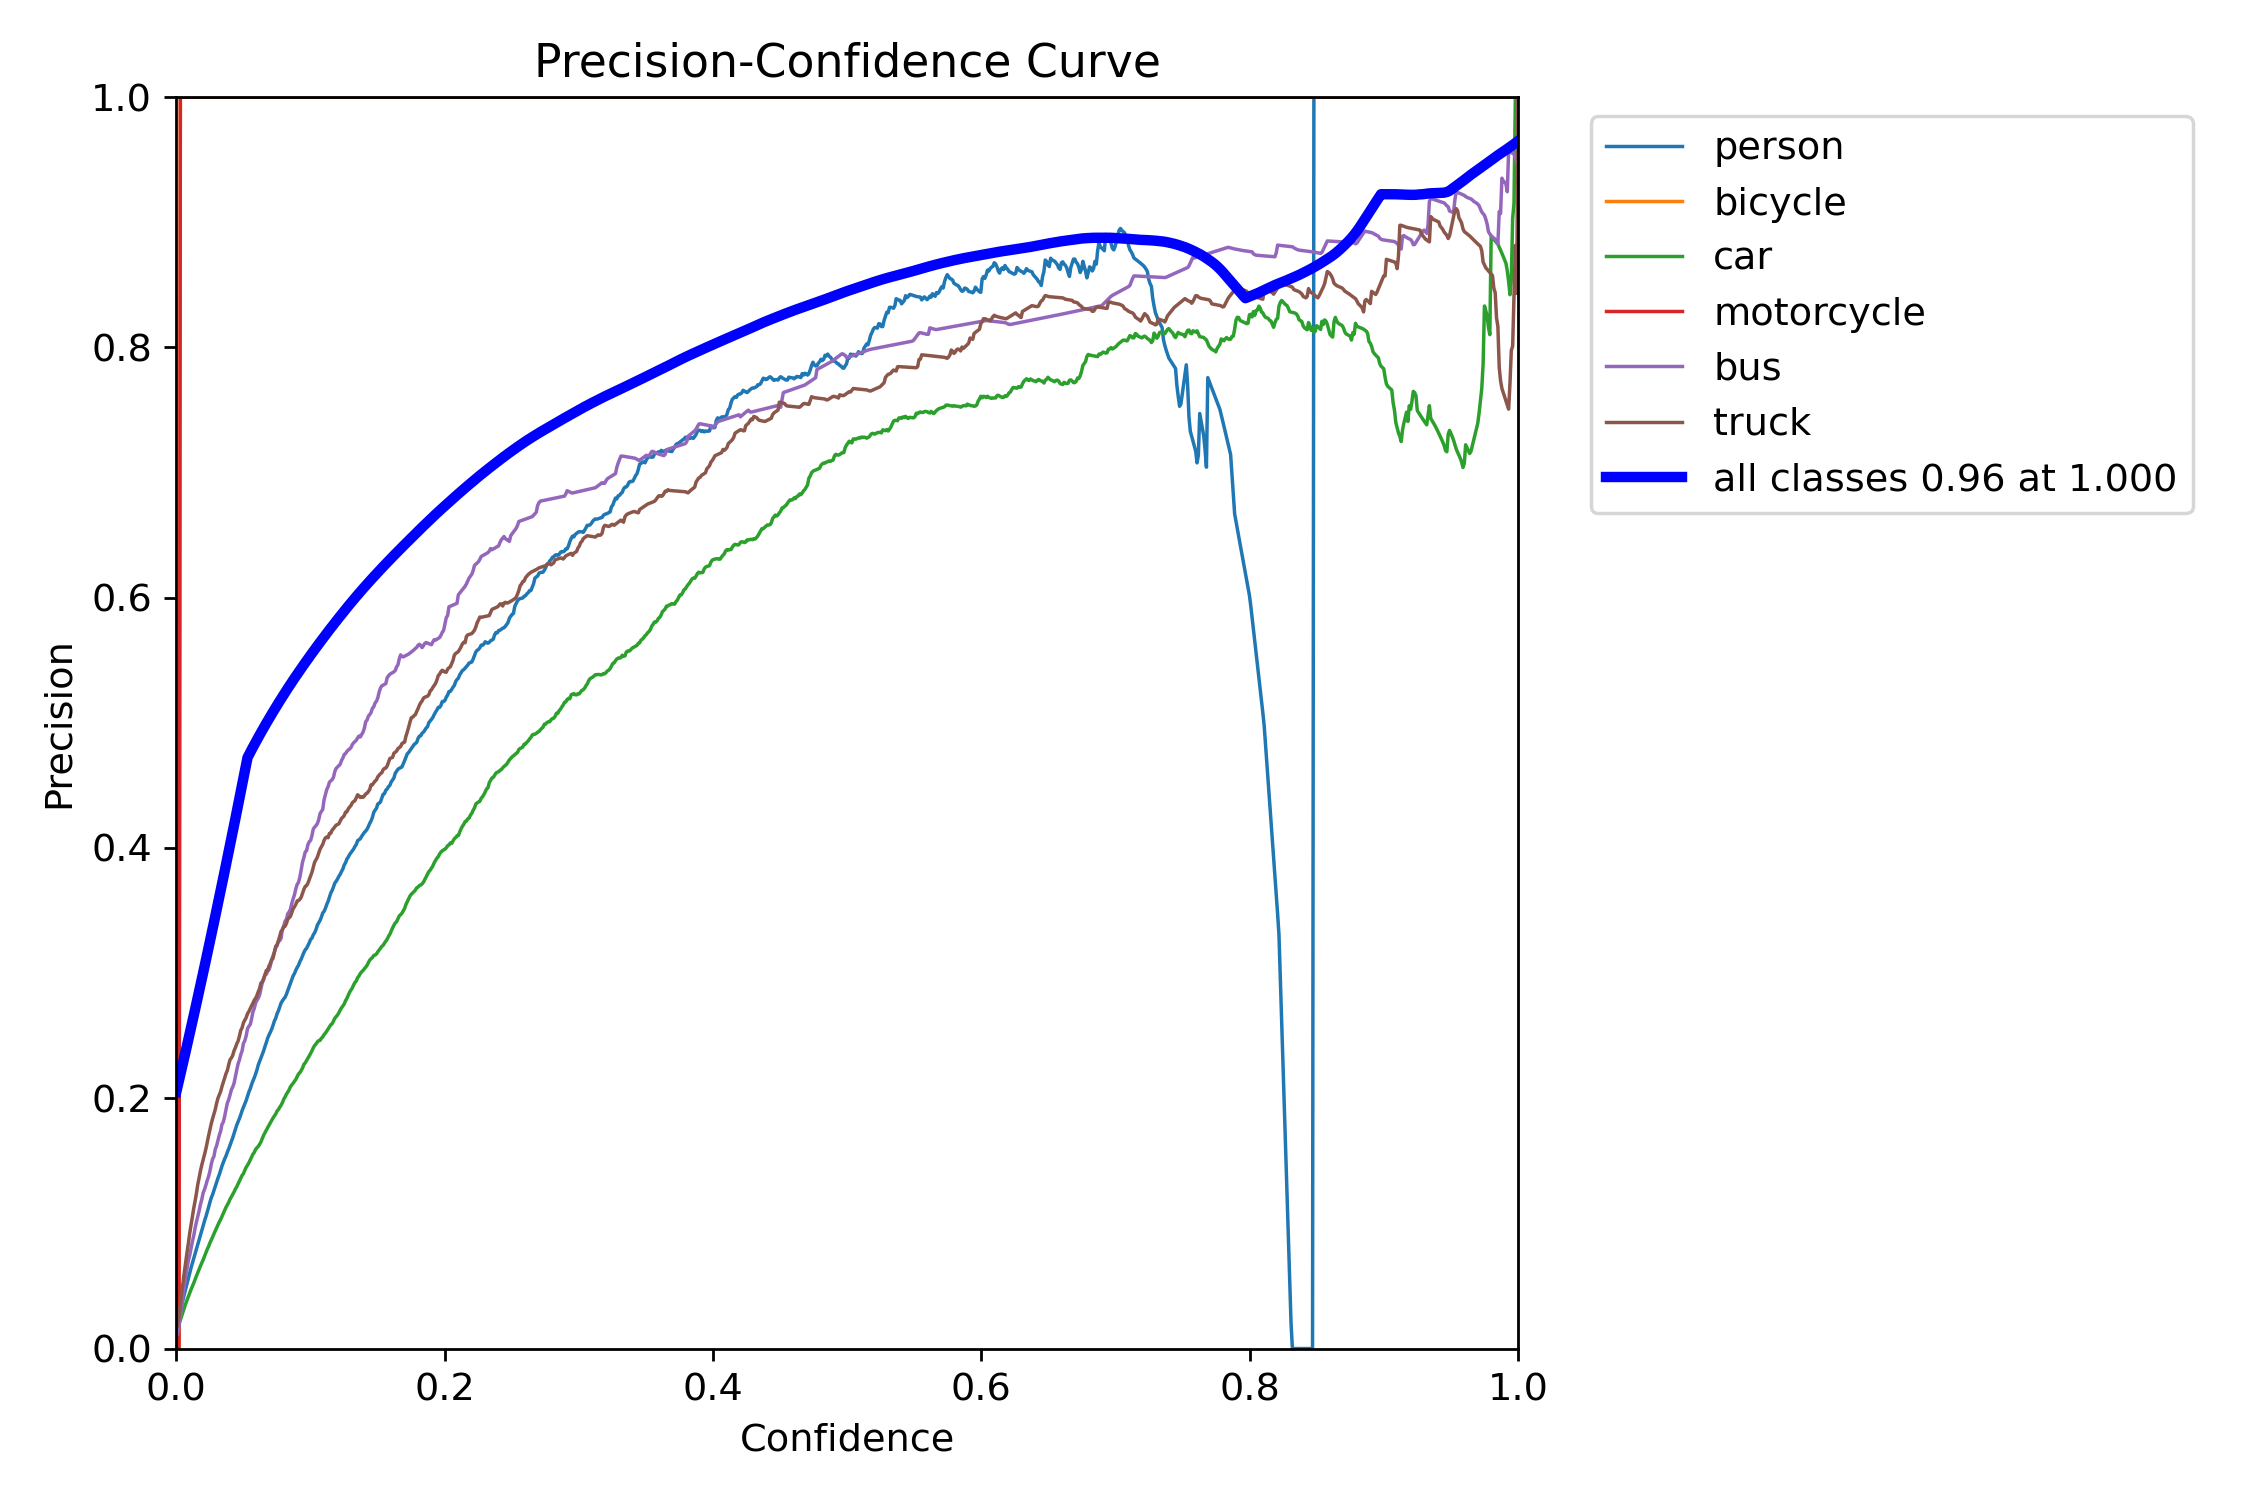 Precision-Confidence Curve
1.0
0.8
0.6
0.4
0.2
0.0
Precision
0.0 0.2 0.4 0.6 0.8 1.0
Confidence
person
bicycle
car
motorcycle
bus
truck
all classes 0.96 at 1.000